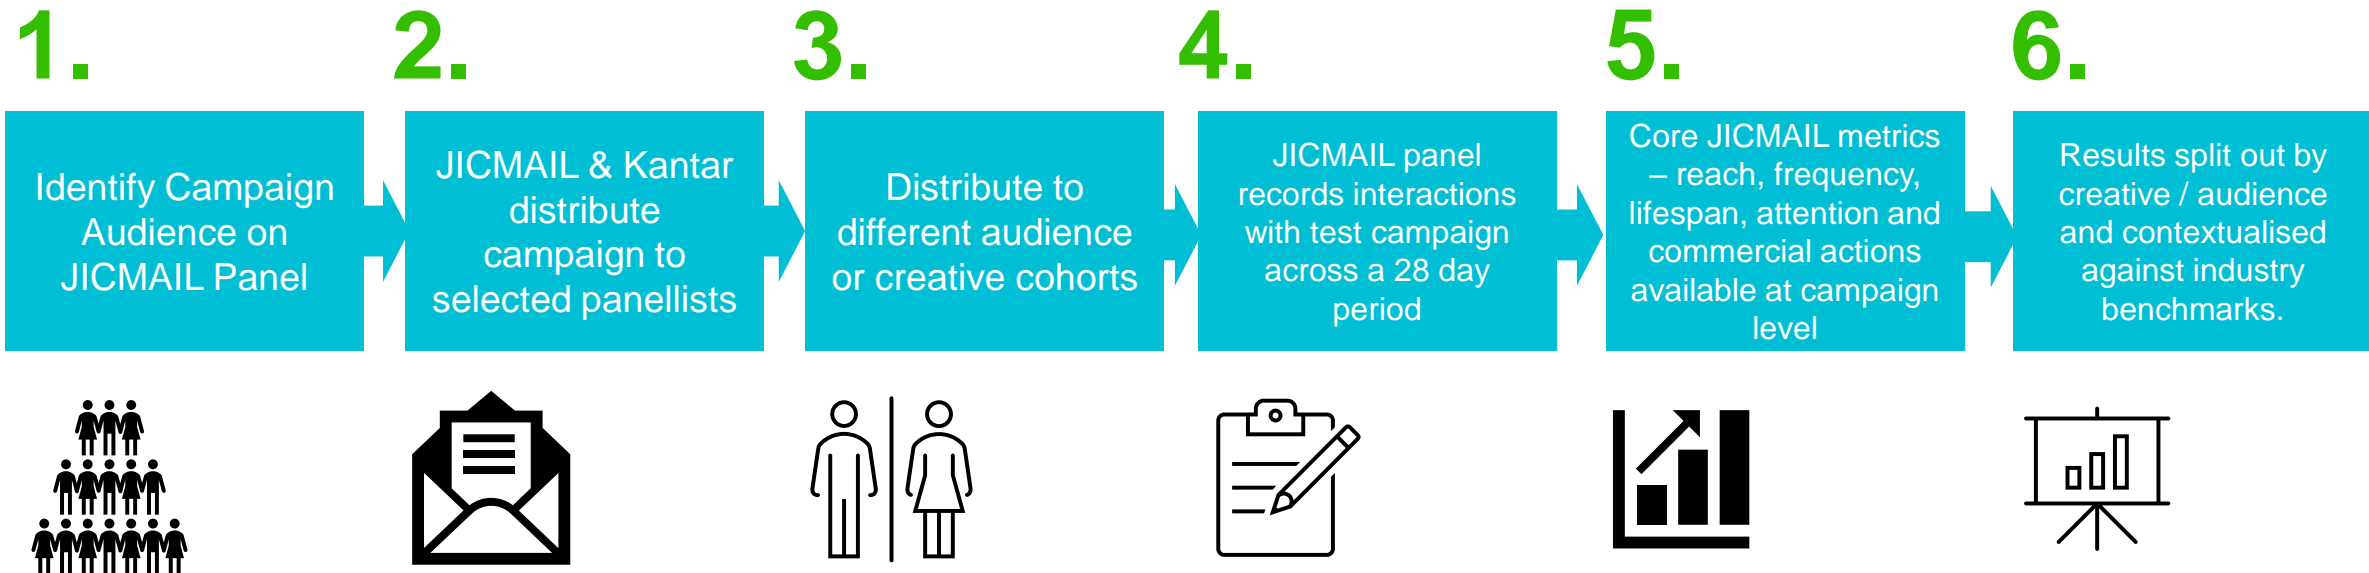 1.
Identify Campaign
Audience on
JICMAIL Panel
2.
JICMAIL & Kantar
distribute
campaign to
selected panellists
3.
Distribute to
different audience
or creative cohorts
4.
JICMAIL panel
records interactions
with test campaign
across a 28 day
period
5.
Core JICMAIL metrics
– reach, frequency,
lifespan, attention and
commercial actions
available at campaign
level
6.
Results split out by
creative / audience
and contextualised
against industry
benchmarks.